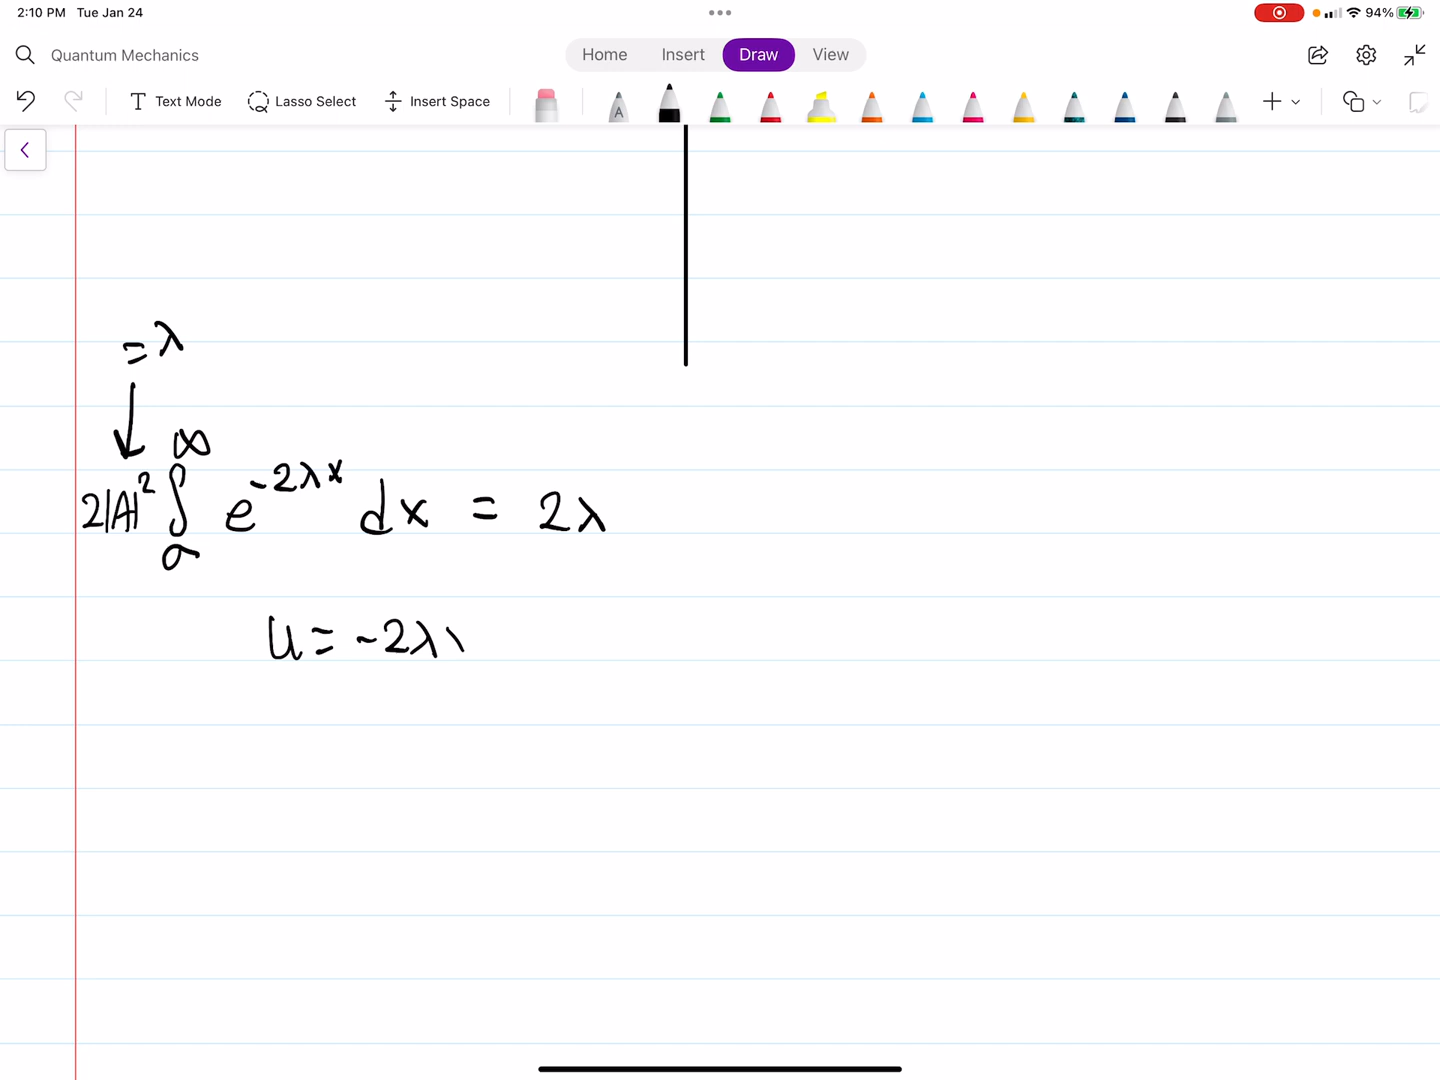 2:10 PM Tue Jan 24
94%
Quantum Mechanics
Home Insert Draw View
Text Mode Lasso Select Insert Space
A
= λ
∞
2|A|² ∫ e^{-2λx} dx = 2λ
σ
u = -2λ